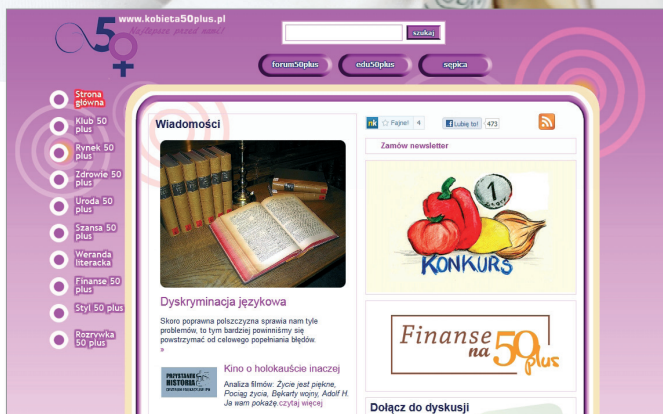 www.kobieta50plus.pl
50
Najlepsze przed nami!
szukaj
forum50plus
edu50plus
sępica
Strona główna
Klub 50 plus
Rynek 50 plus
Zdrowie 50 plus
Uroda 50 plus
Szansa 50 plus
Weranda literacka
Finanse 50 plus
Styl 50 plus
Rozrywka 50 plus
Wiadomości
Dyskryminacja językowa
Skoro poprawna polszczyzna sprawia nam tyle
problemów, to tym bardziej powinniśmy się
powstrzymać od celowego popełniania błędów.
»
PRZYSTANEK
HISTORIA
Kino o holokauście inaczej
Analiza filmów: Życie jest piękne,
Pociąg życia, Bękarty wojny, Adolf H.
Ja wam pokażę.czytaj więcej
nk Fajne! 4
Lubię to! 473
Zamów newsletter
1
KONKURS
Finanse
na 50
plus
Dołącz do dyskusji